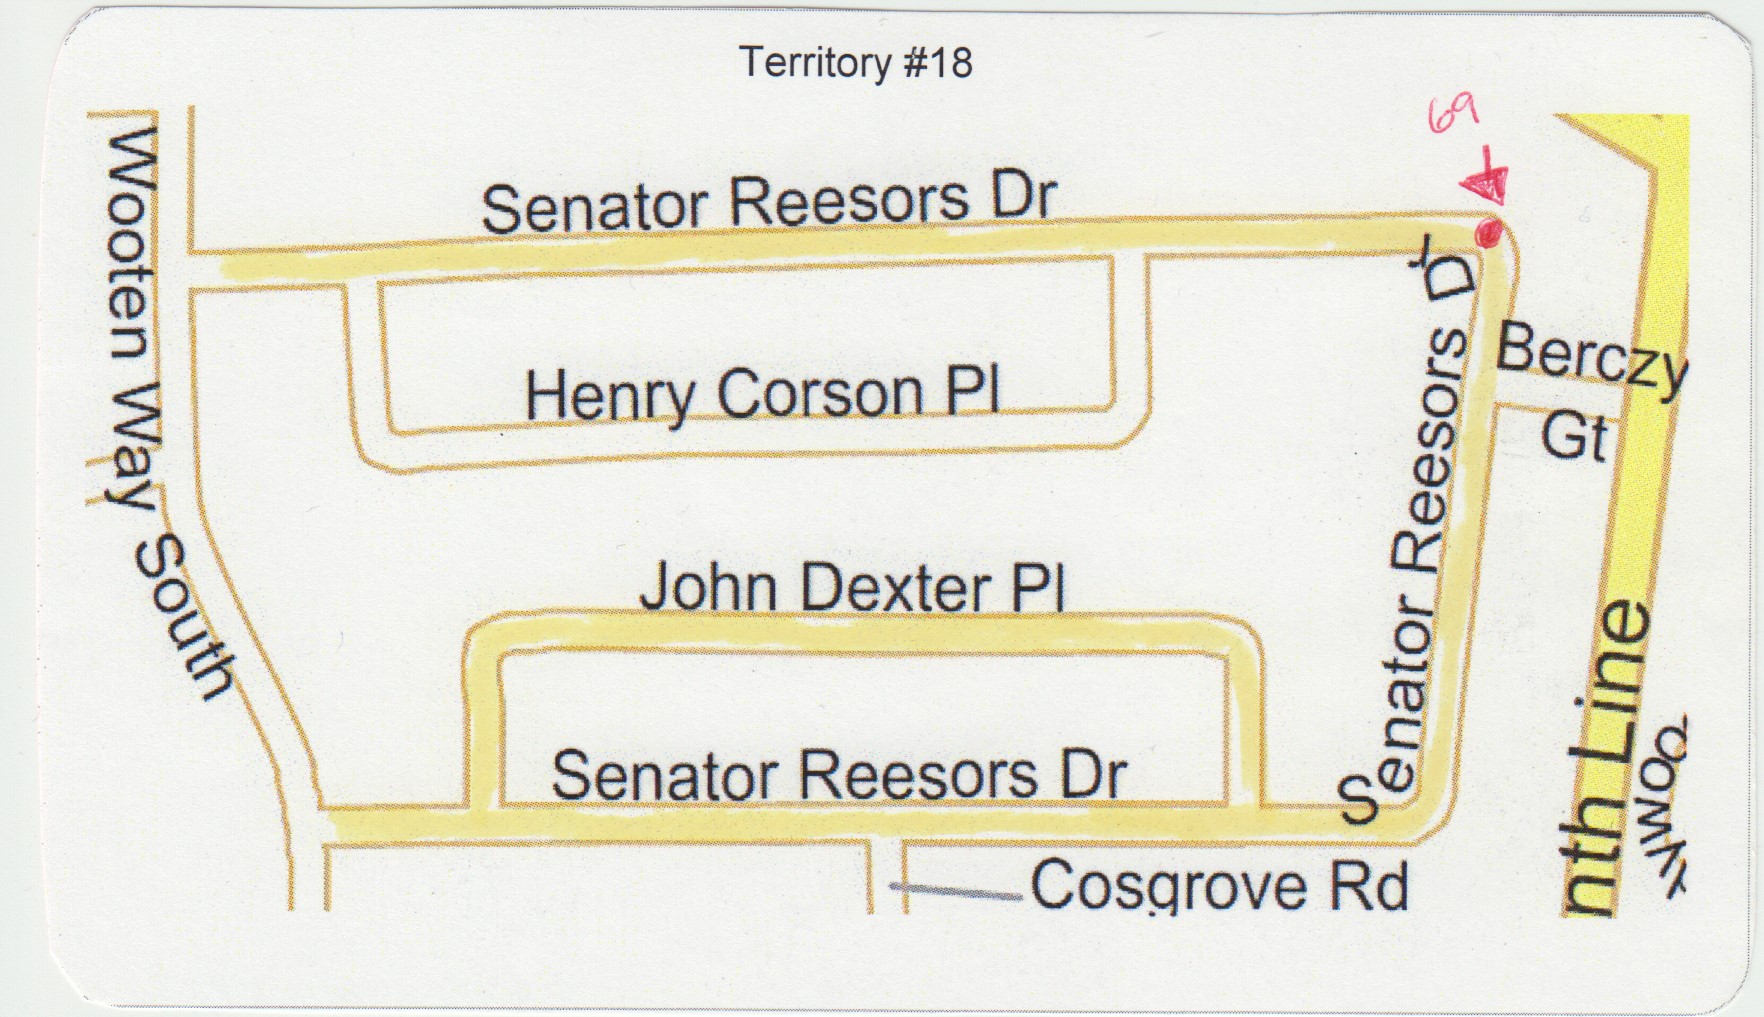 Territory #18
69
Senator Reesors Dr
Wooten Way South
Senator Reesors Dr
Berczy
Gt
Henry Corson Pl
John Dexter Pl
Senator Reesors Dr
nth Line
Cosgrove Rd